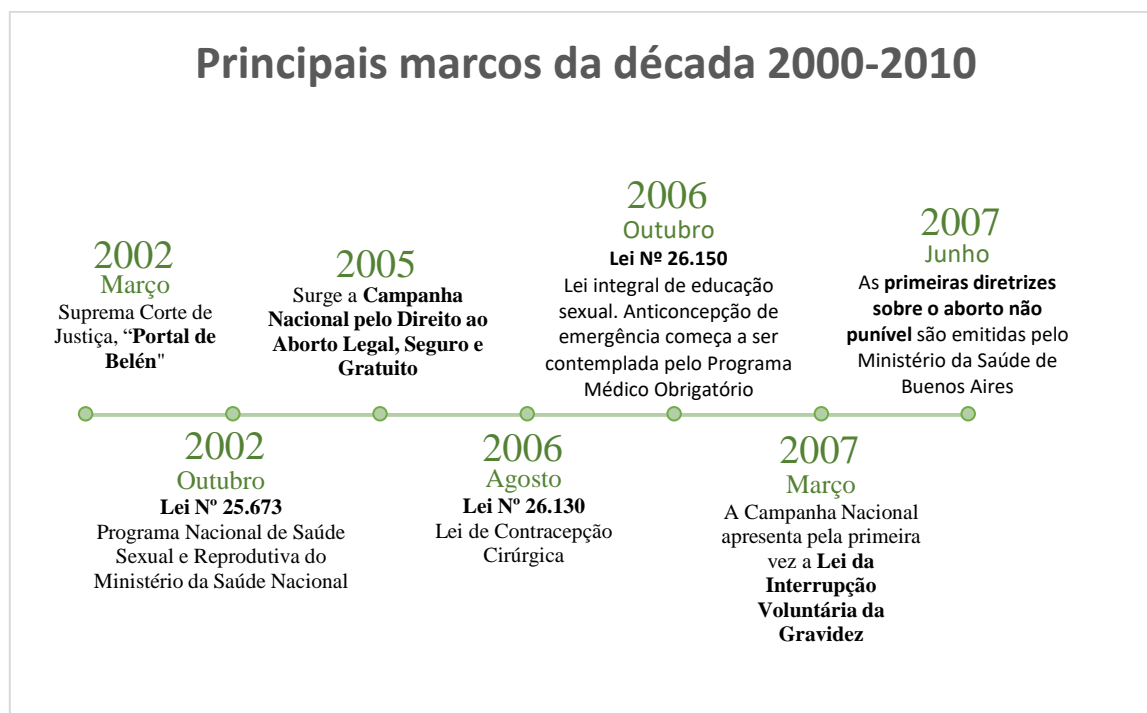 Principais marcos da década 2000-2010
2002
Março
Suprema Corte de
Justiça, “Portal de
Belén"
2002
Outubro
Lei Nº 25.673
Programa Nacional de Saúde
Sexual e Reprodutiva do
Ministério da Saúde Nacional
2005
Surge a Campanha
Nacional pelo Direito ao
Aborto Legal, Seguro e
Gratuito
2006
Agosto
Lei Nº 26.130
Lei de Contracepção
Cirúrgica
2006
Outubro
Lei Nº 26.150
Lei integral de educação
sexual. Anticoncepção de
emergência começa a ser
contemplada pelo Programa
Médico Obrigatório
2007
Março
A Campanha Nacional
apresenta pela primeira
vez a Lei da
Interrupção
Voluntária da
Gravidez
2007
Junho
As primeiras diretrizes
sobre o aborto não
punível são emitidas pelo
Ministério da Saúde de
Buenos Aires